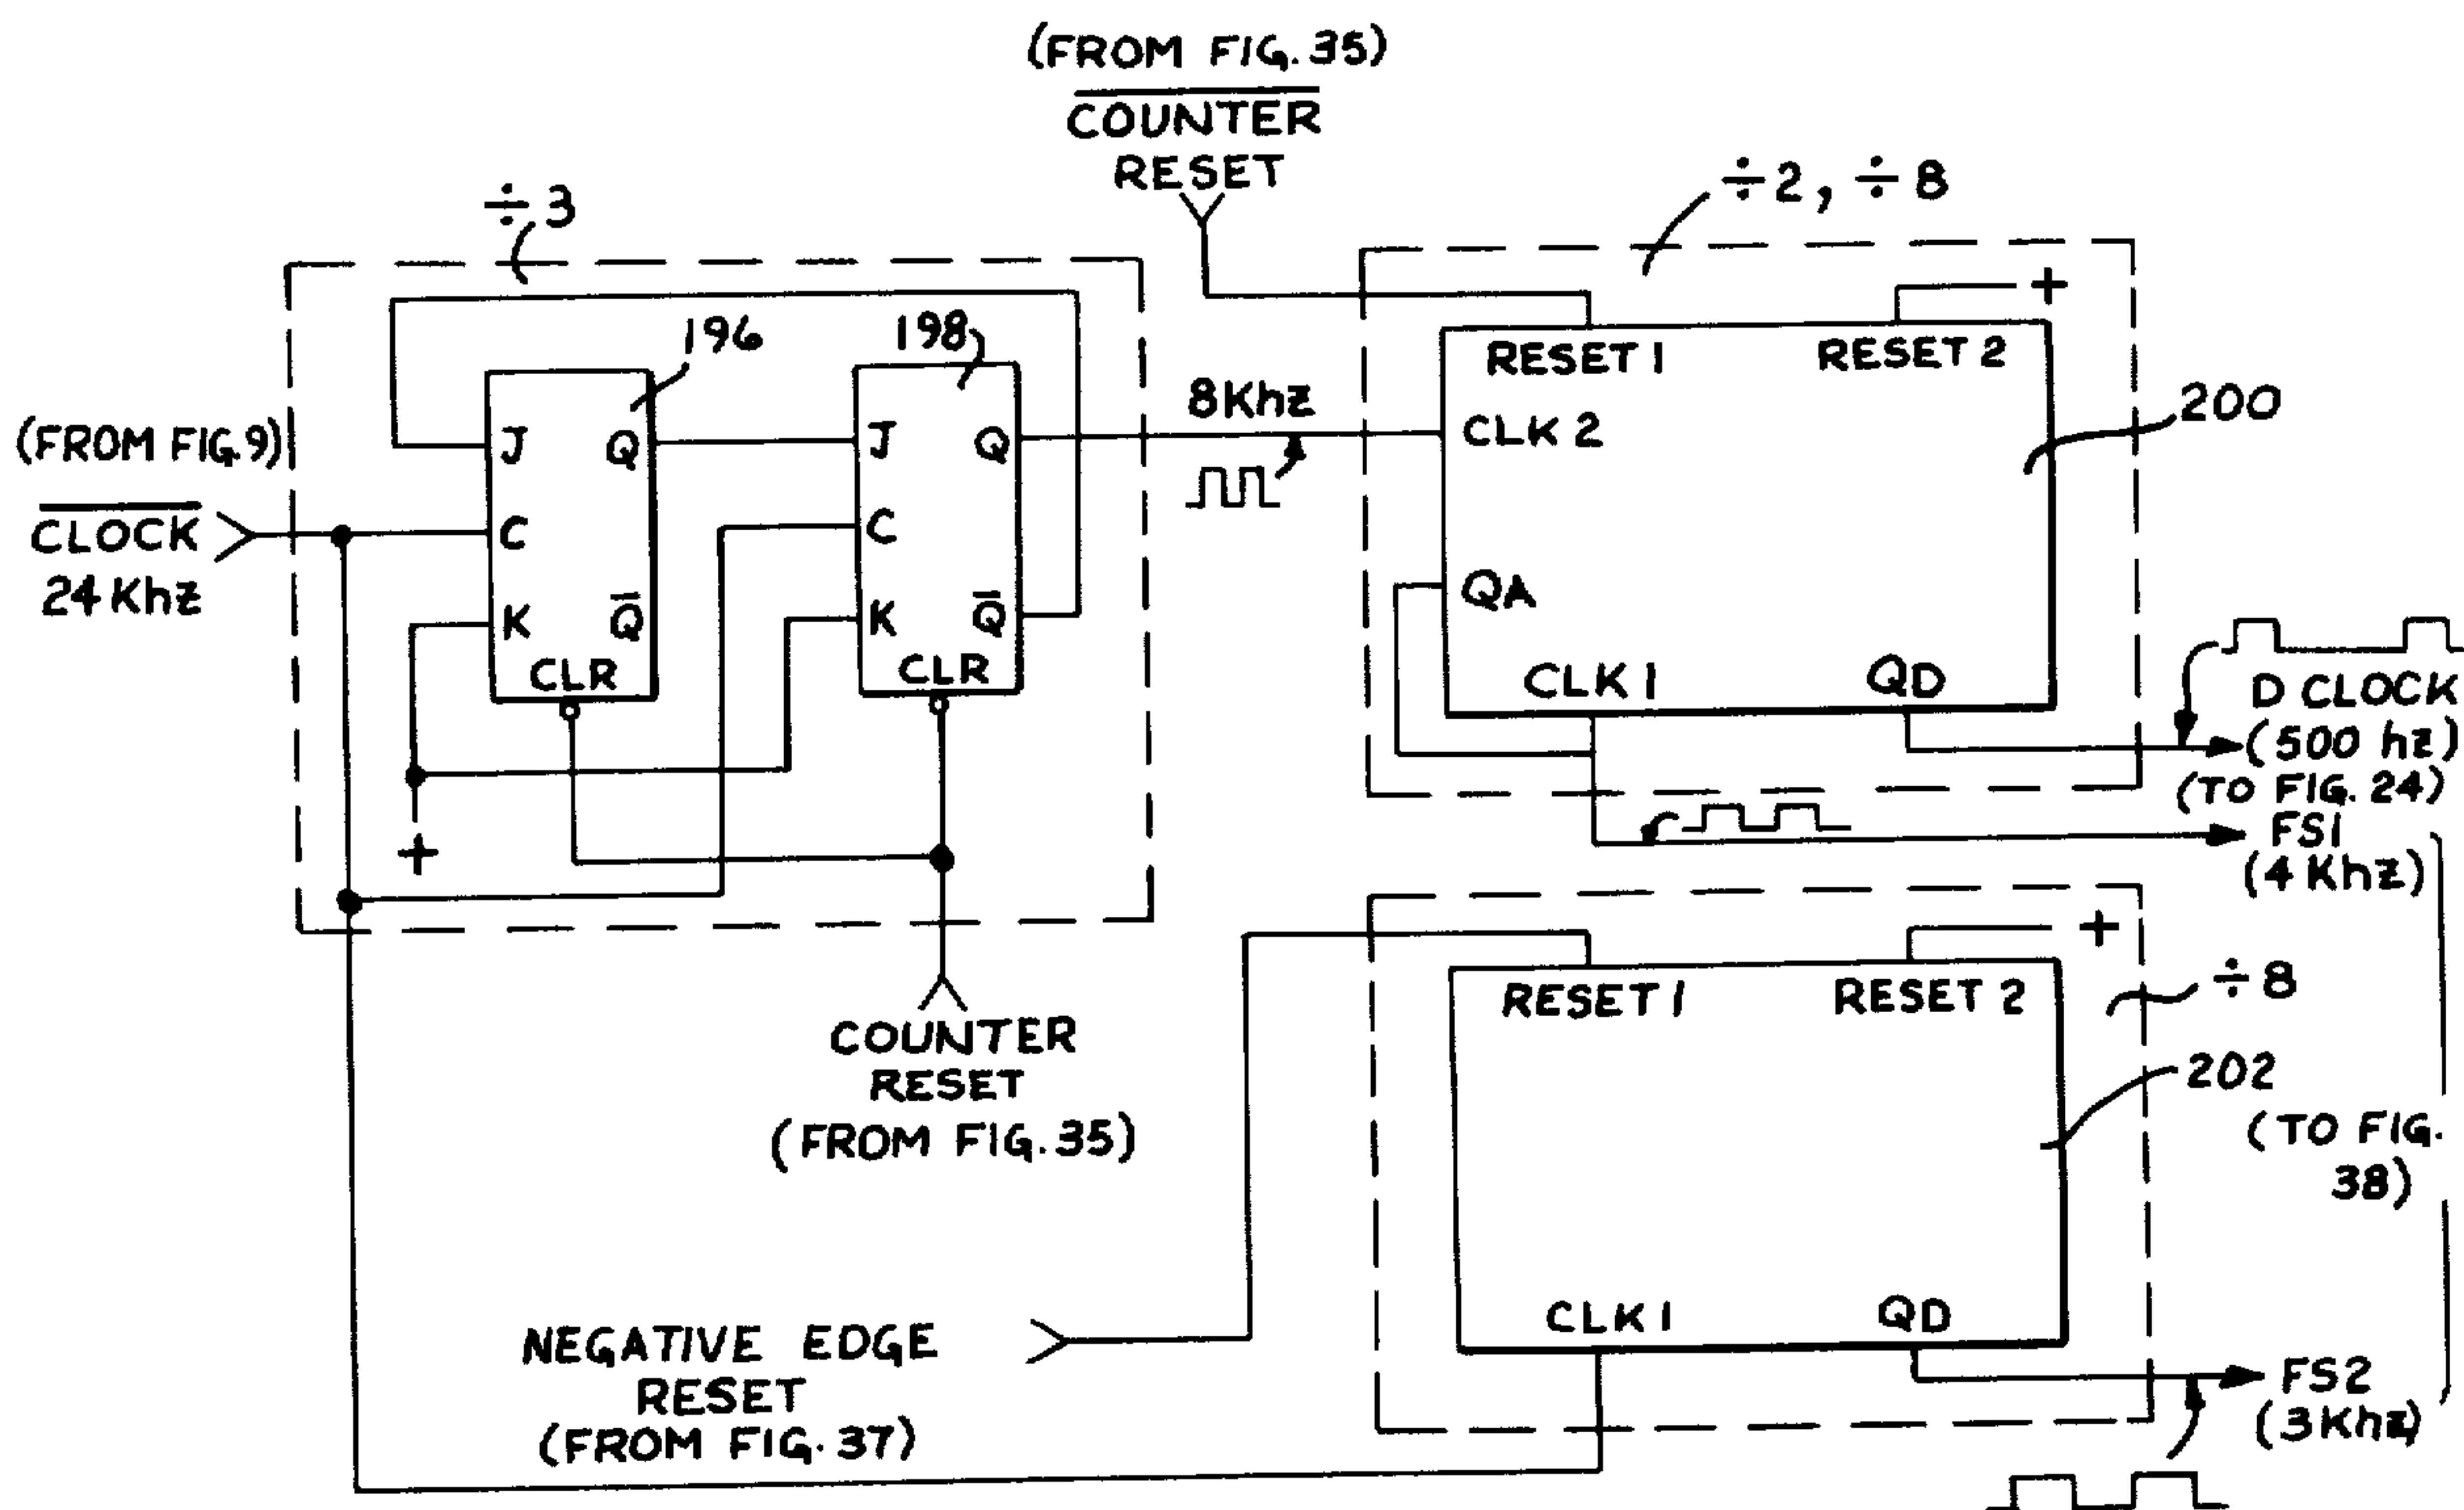 (FROM FIG. 35)
C̅O̅U̅N̅T̅E̅R̅
RESET
÷3
÷2, ÷8
+
196
198
RESET 1
RESET 2
200
8Khz
(FROM FIG. 9)
J
Q
J
Q
CLK 2
C̅L̅O̅C̅K̅
24 Khz
C
C
K
Q̅
K
Q̅
QA
CLR
CLR
CLK 1
QD
D CLOCK
(500 hz)
(TO FIG. 24)
+
FS1
(4 Khz)
+
RESET 1
RESET 2
÷8
COUNTER
RESET
(FROM FIG. 35)
202
(TO FIG.
38)
NEGATIVE EDGE
RESET
(FROM FIG. 37)
CLK 1
QD
FS2
(3 Khz)